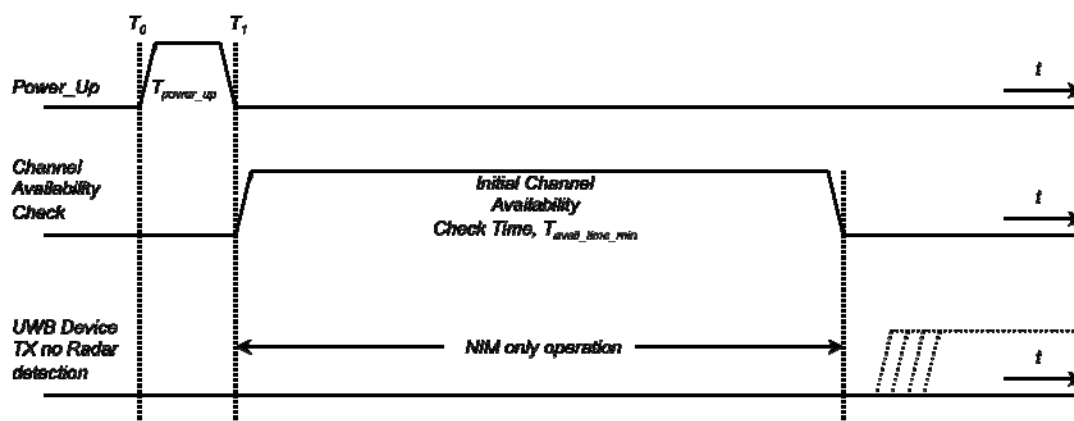 T0 T1
Power_Up
Tpower_up
t
Channel
Availability
Check
Initial Channel
Availability
Check Time, Tavail_time_min
t
UWB Device
TX no Radar
detection
NIM only operation
t